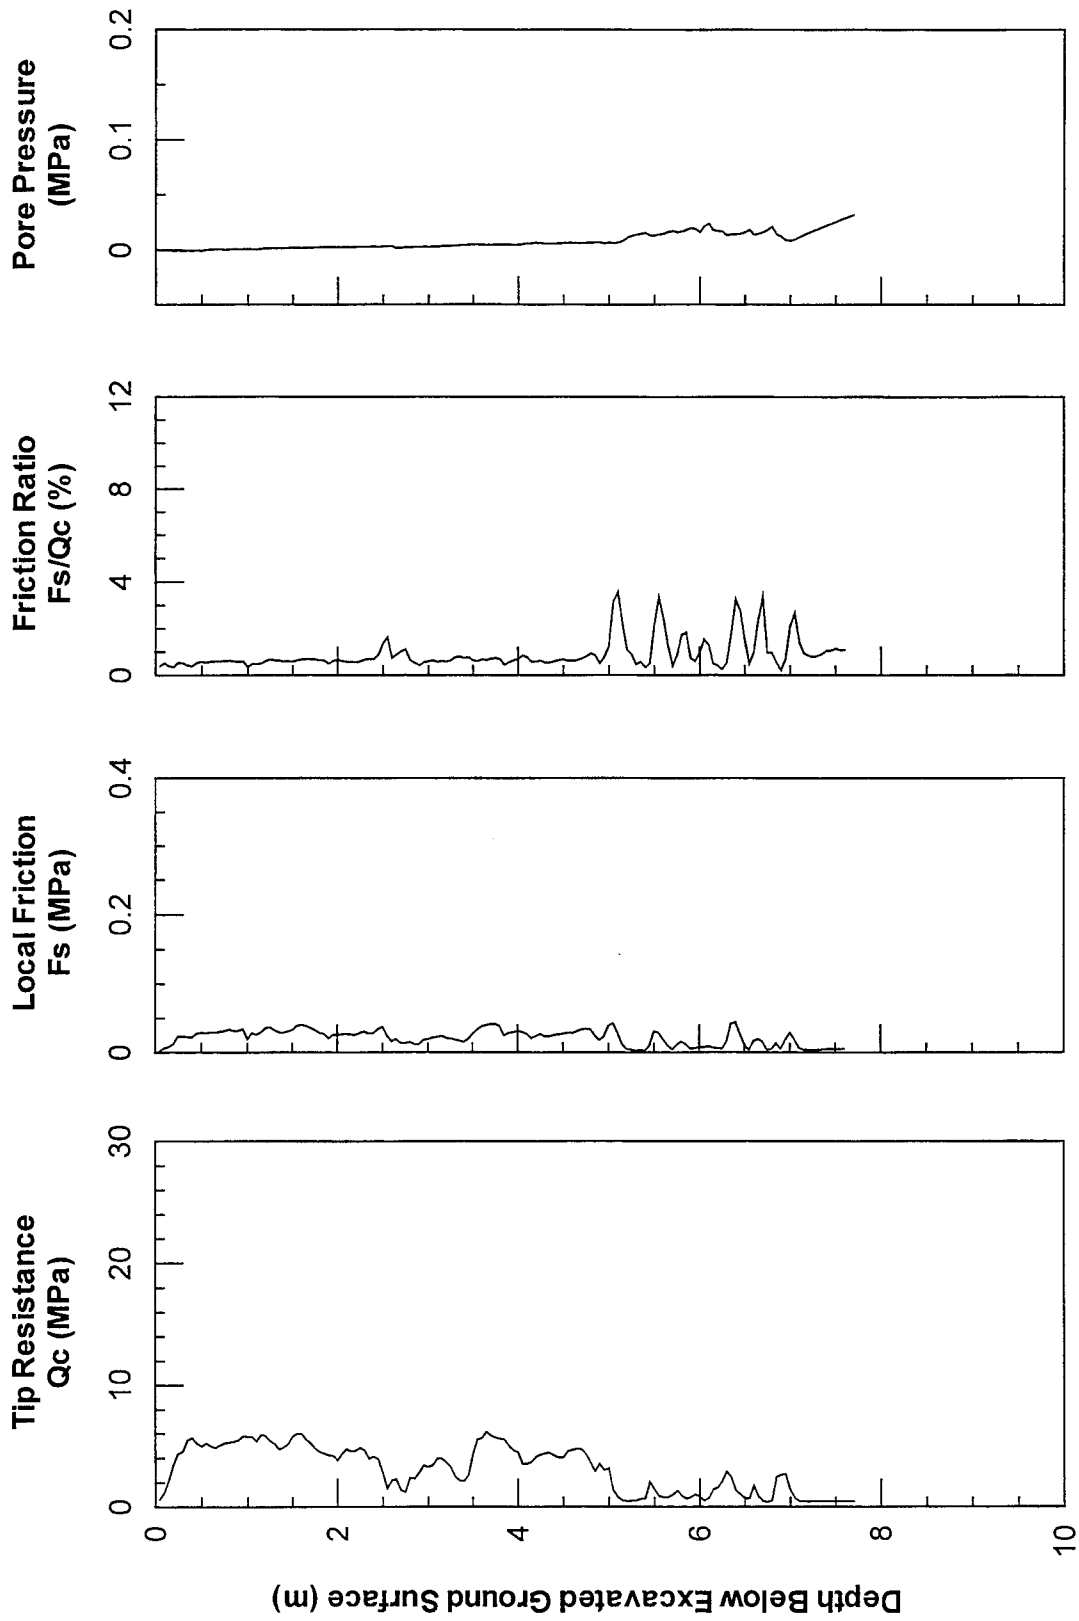 Tip Resistance
Qc (MPa)
0 10 20 30
Local Friction
Fs (MPa)
0 0.2 0.4
Friction Ratio
Fs/Qc (%)
0 4 8 12
Pore Pressure
(MPa)
0 0.1 0.2
Depth Below Excavated Ground Surface (m)
0
2
4
6
8
10